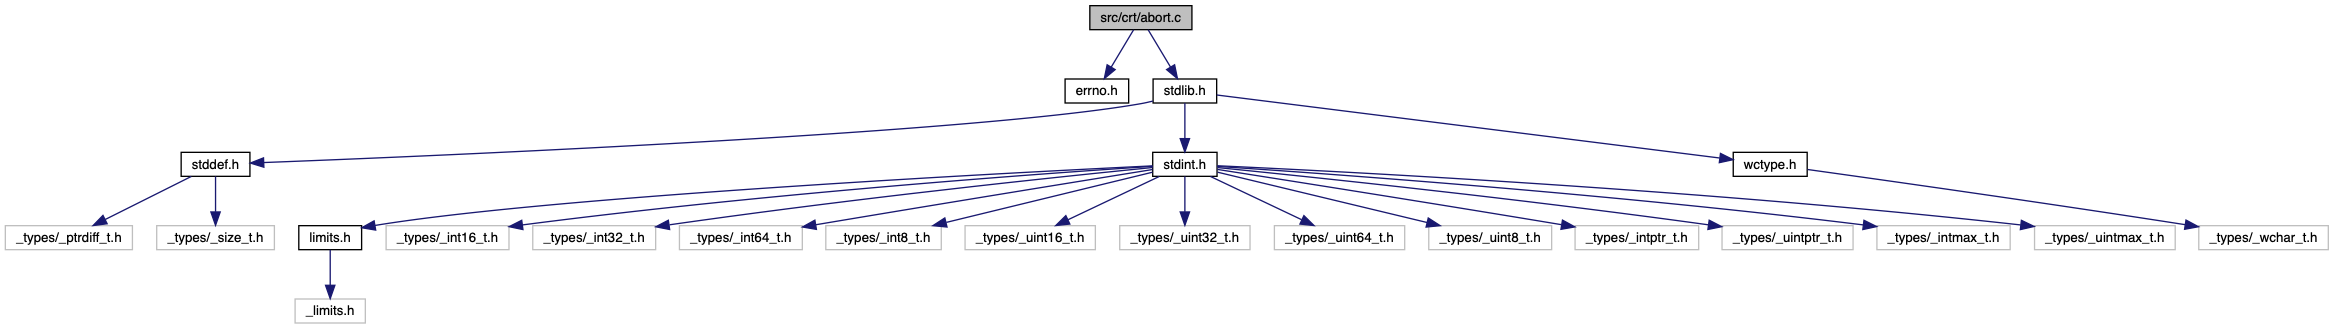 src/crt/abort.c
errno.h
stdlib.h
stddef.h
stdint.h
wctype.h
_types/_ptrdiff_t.h
_types/_size_t.h
limits.h
_types/_int16_t.h
_types/_int32_t.h
_types/_int64_t.h
_types/_int8_t.h
_types/_uint16_t.h
_types/_uint32_t.h
_types/_uint64_t.h
_types/_uint8_t.h
_types/_intptr_t.h
_types/_uintptr_t.h
_types/_intmax_t.h
_types/_uintmax_t.h
_types/_wchar_t.h
_limits.h